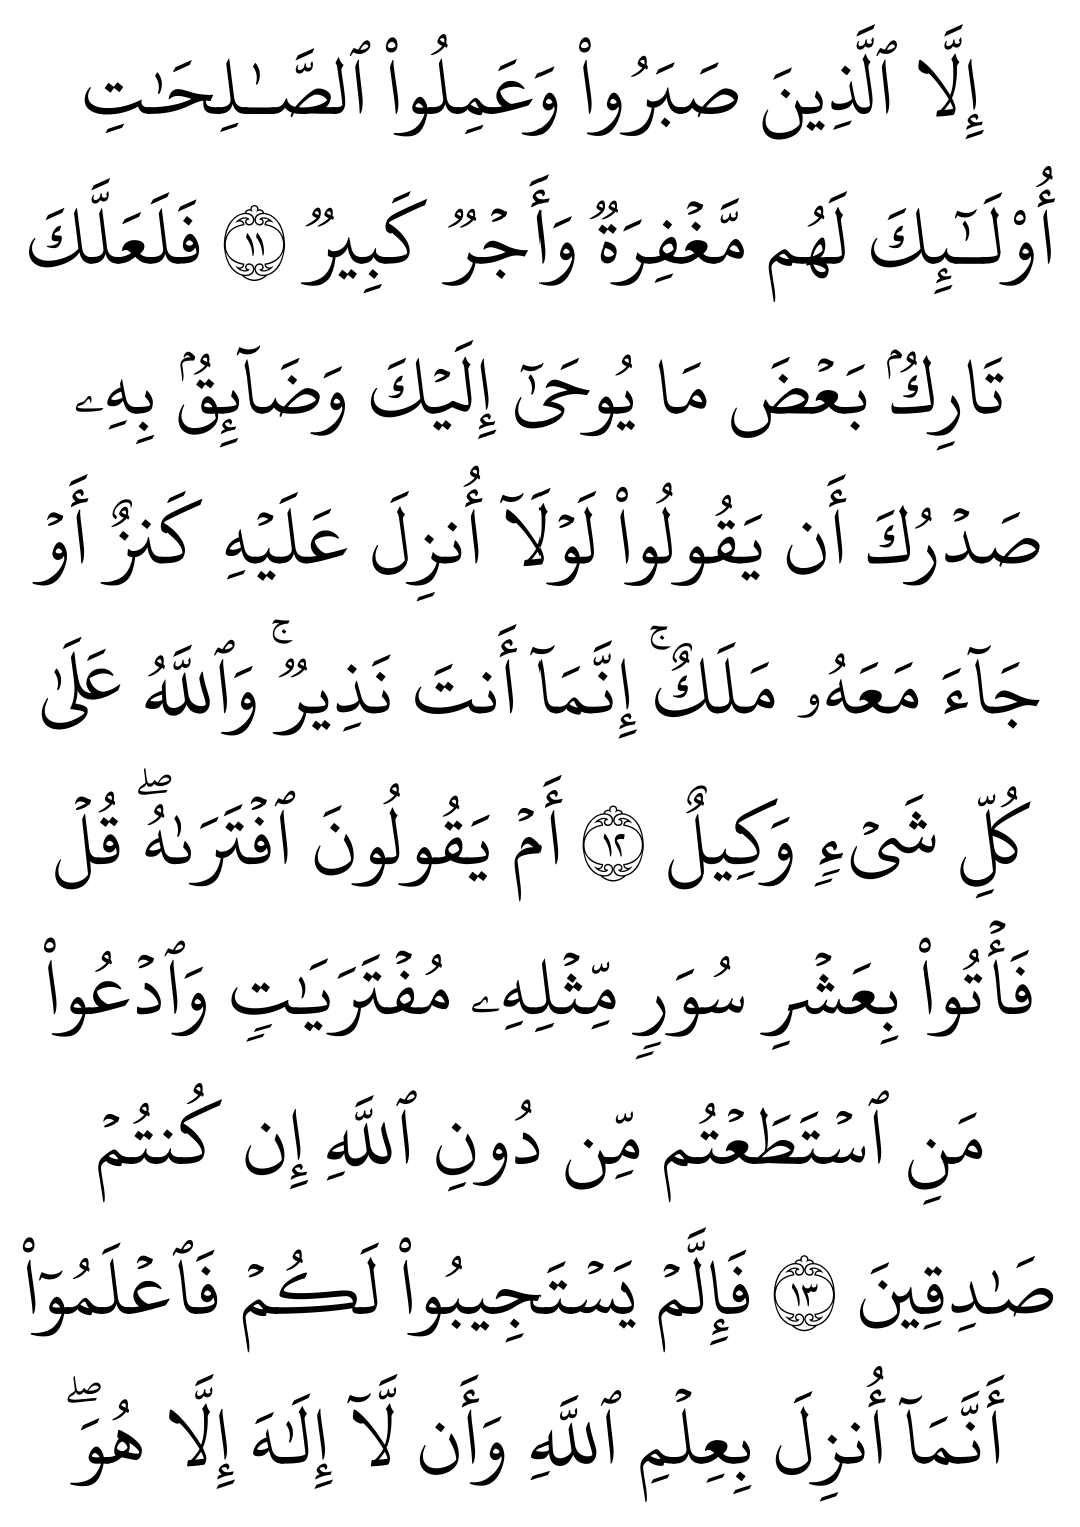 إِلَّا ٱلَّذِينَ صَبَرُواْ وَعَمِلُواْ ٱلصَّـٰلِحَـٰتِ
أُوْلَـٰٓئِكَ لَهُم مَّغۡفِرَةٞ وَأَجۡرٞ كَبِيرٞ ١١ فَلَعَلَّكَ
تَارِكُۢ بَعۡضَ مَا يُوحَىٰٓ إِلَيۡكَ وَضَآئِقُۢ بِهِۦ
صَدۡرُكَ أَن يَقُولُواْ لَوۡلَآ أُنزِلَ عَلَيۡهِ كَنزٌ أَوۡ
جَآءَ مَعَهُۥ مَلَكٌۚ إِنَّمَآ أَنتَ نَذِيرٞۚ وَٱللَّهُ عَلَىٰ
كُلِّ شَيۡءٖ وَكِيلٌ ١٢ أَمۡ يَقُولُونَ ٱفۡتَرَىٰهُۖ قُلۡ
فَأۡتُواْ بِعَشۡرِ سُوَرٖ مِّثۡلِهِۦ مُفۡتَرَيَـٰتٖ وَٱدۡعُواْ
مَنِ ٱسۡتَطَعۡتُم مِّن دُونِ ٱللَّهِ إِن كُنتُمۡ
صَـٰدِقِينَ ١٣ فَإِلَّمۡ يَسۡتَجِيبُواْ لَكُمۡ فَٱعۡلَمُوٓاْ
أَنَّمَآ أُنزِلَ بِعِلۡمِ ٱللَّهِ وَأَن لَّآ إِلَـٰهَ إِلَّا هُوَۖ